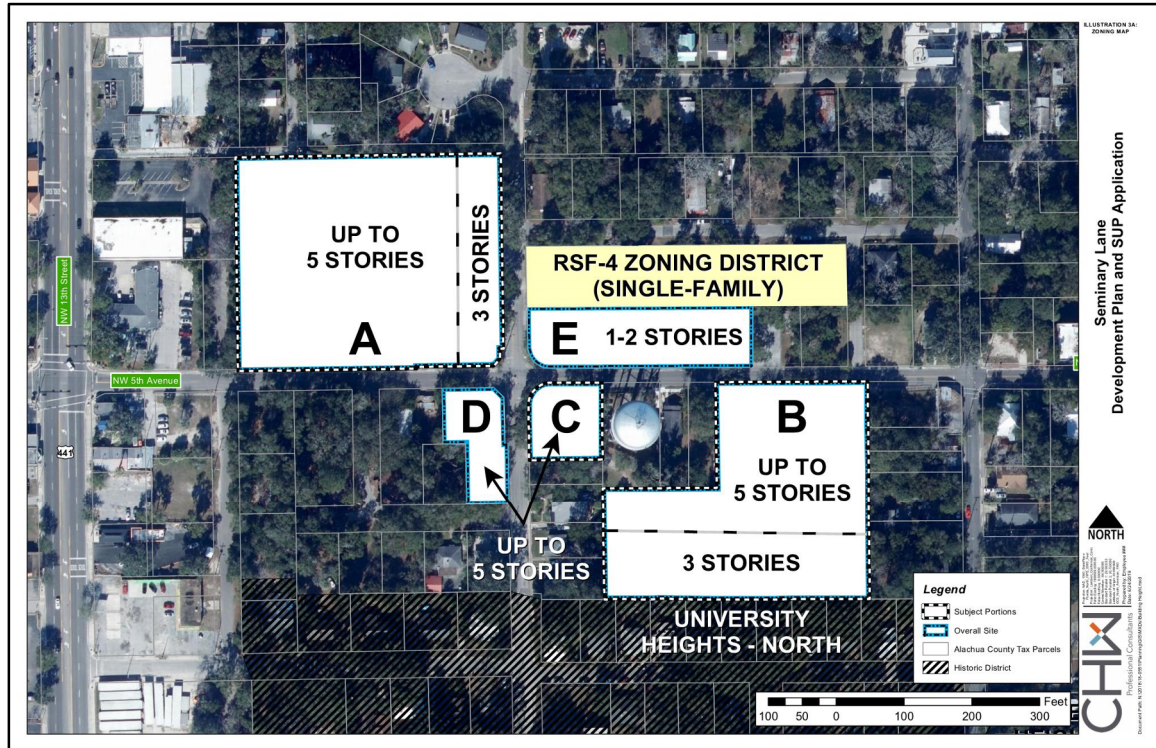 ILLUSTRATION 3A:
ZONING MAP
Seminary Lane
Development Plan and SUP Application
UP TO
5 STORIES
3 STORIES
A
RSF-4 ZONING DISTRICT
(SINGLE-FAMILY)
E
1-2 STORIES
NW 13th Street
NW 5th Avenue
N
D
C
B
UP TO
5 STORIES
441
UP TO
5 STORIES
3 STORIES
UNIVERSITY
HEIGHTS - NORTH
NORTH
Legend
Subject Portions
Overall Site
Alachua County Tax Parcels
Historic District
Feet
100 50 0 100 200 300
CHW
Professional Consultants